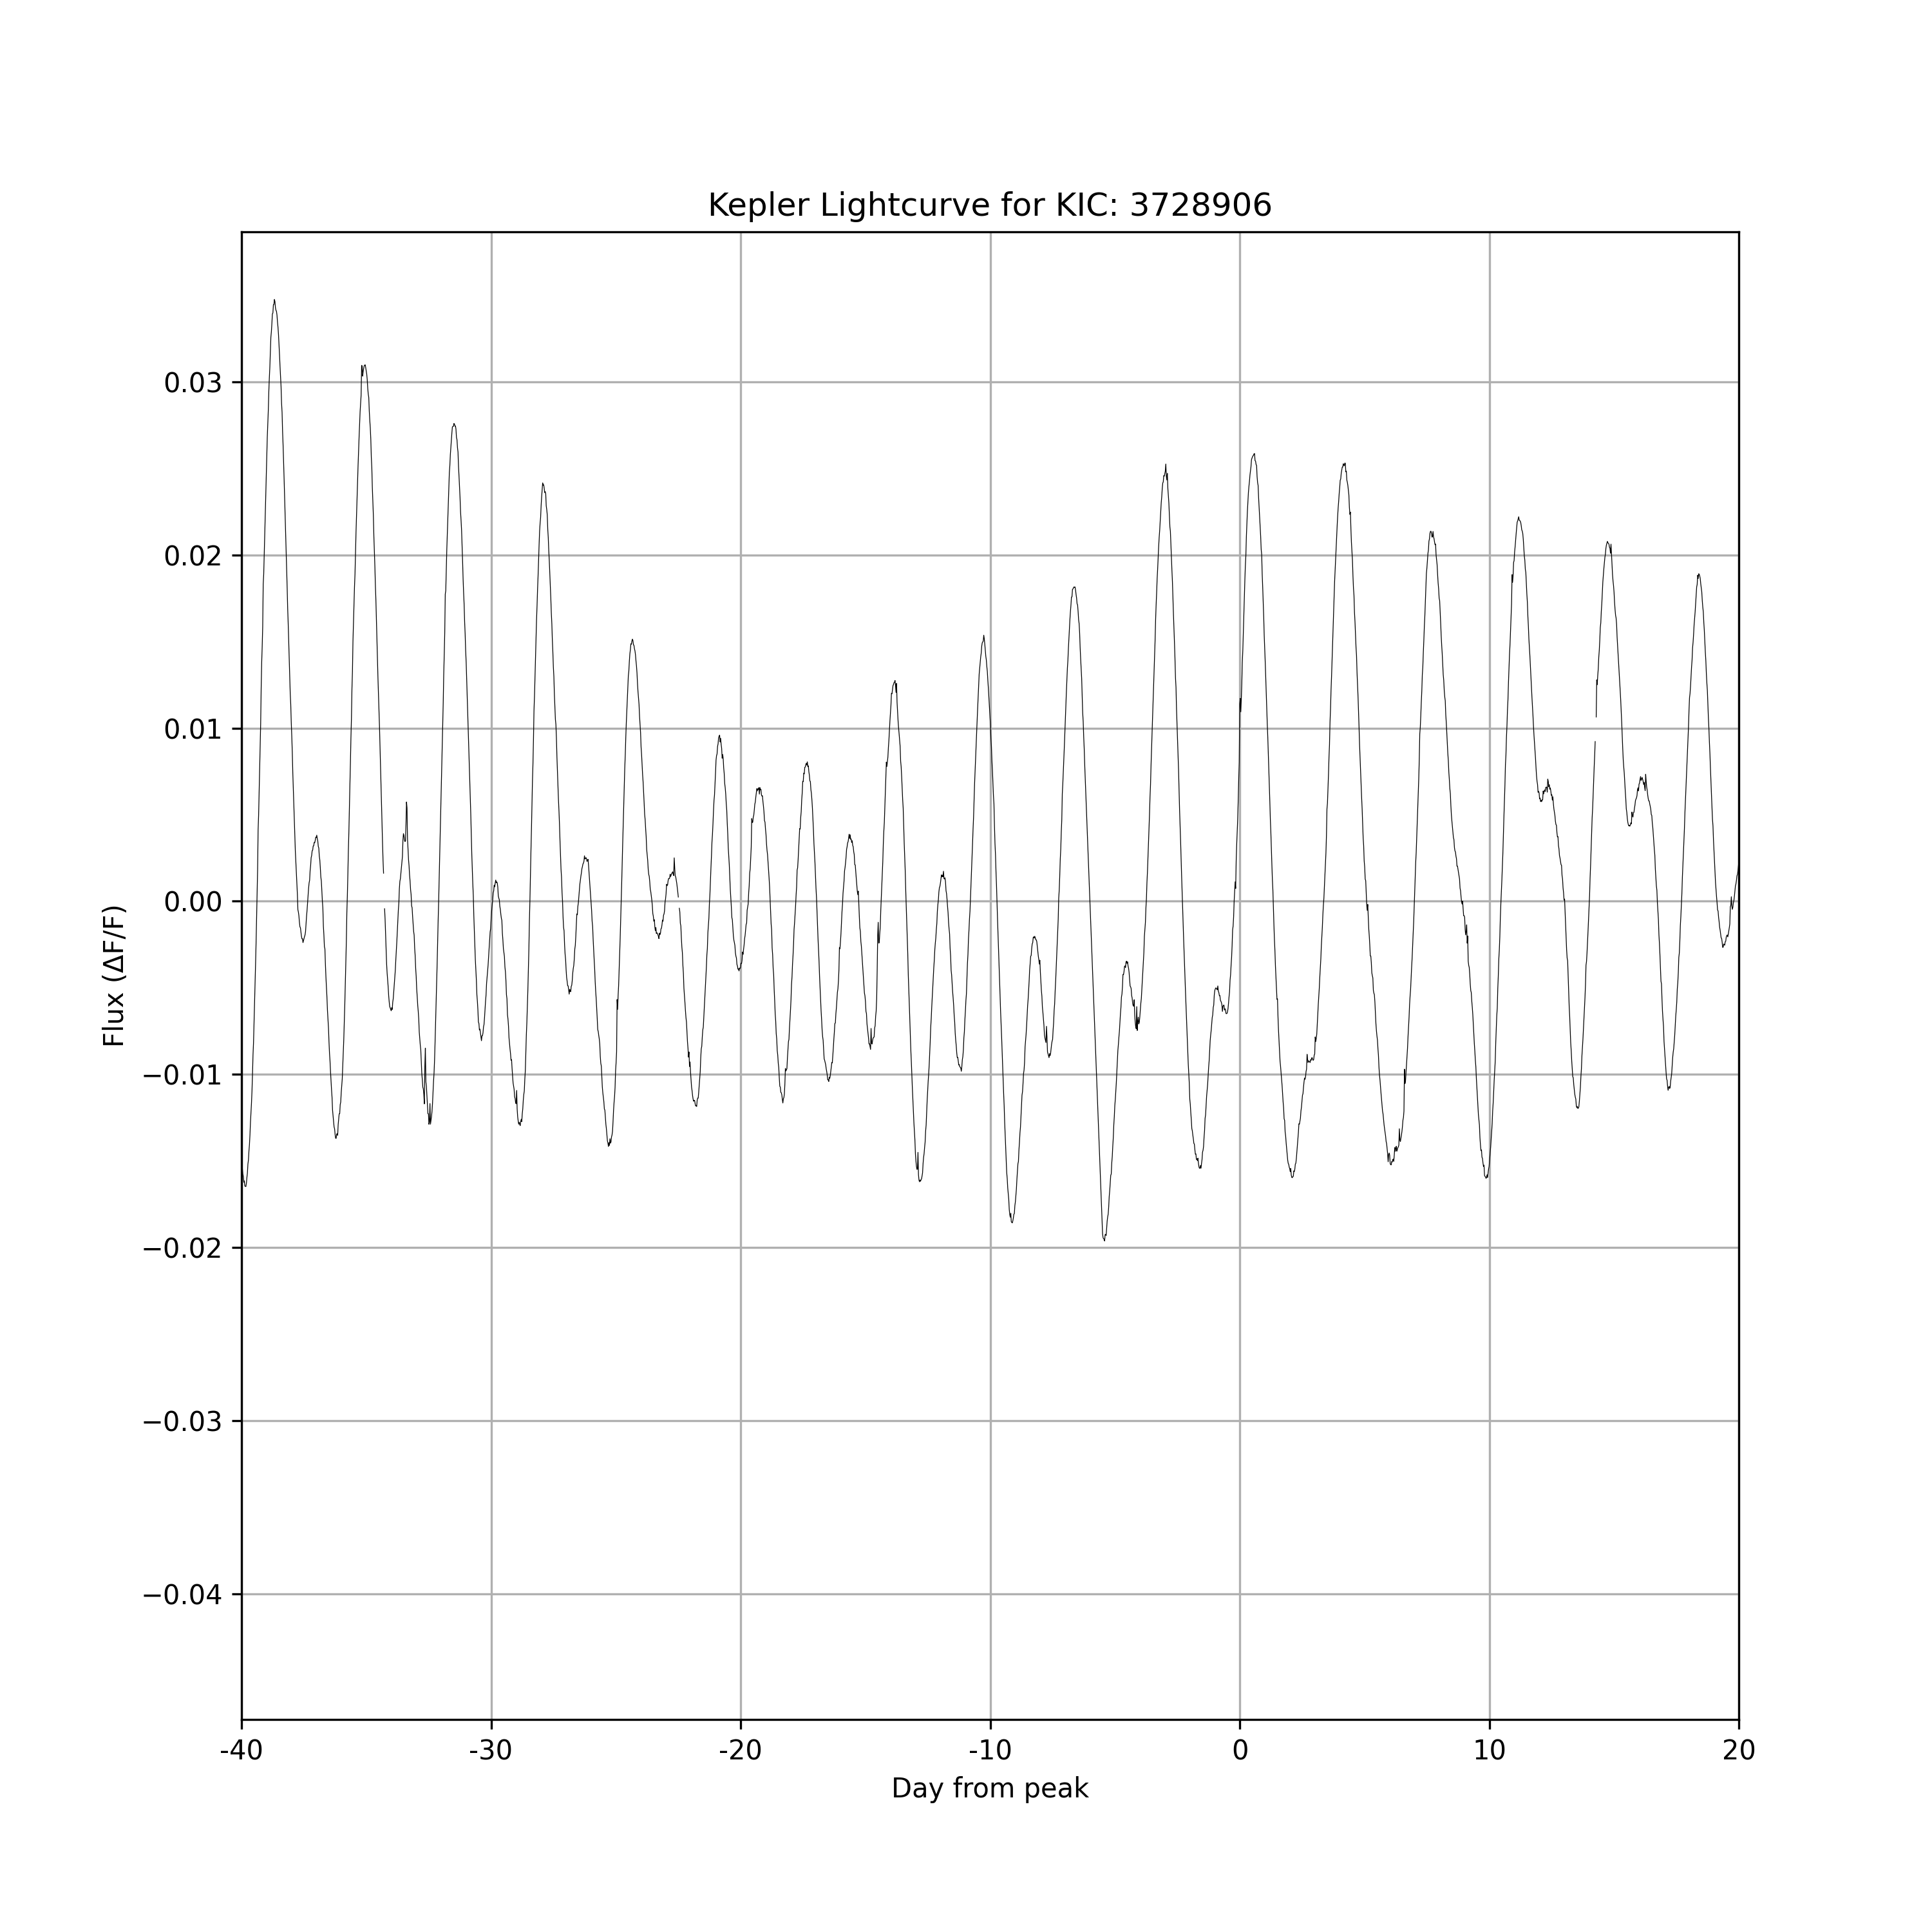 Kepler Lightcurve for KIC: 3728906
Flux (ΔF/F)
0.03
0.02
0.01
0.00
−0.01
−0.02
−0.03
−0.04
-40 -30 -20 -10 0 10 20
Day from peak